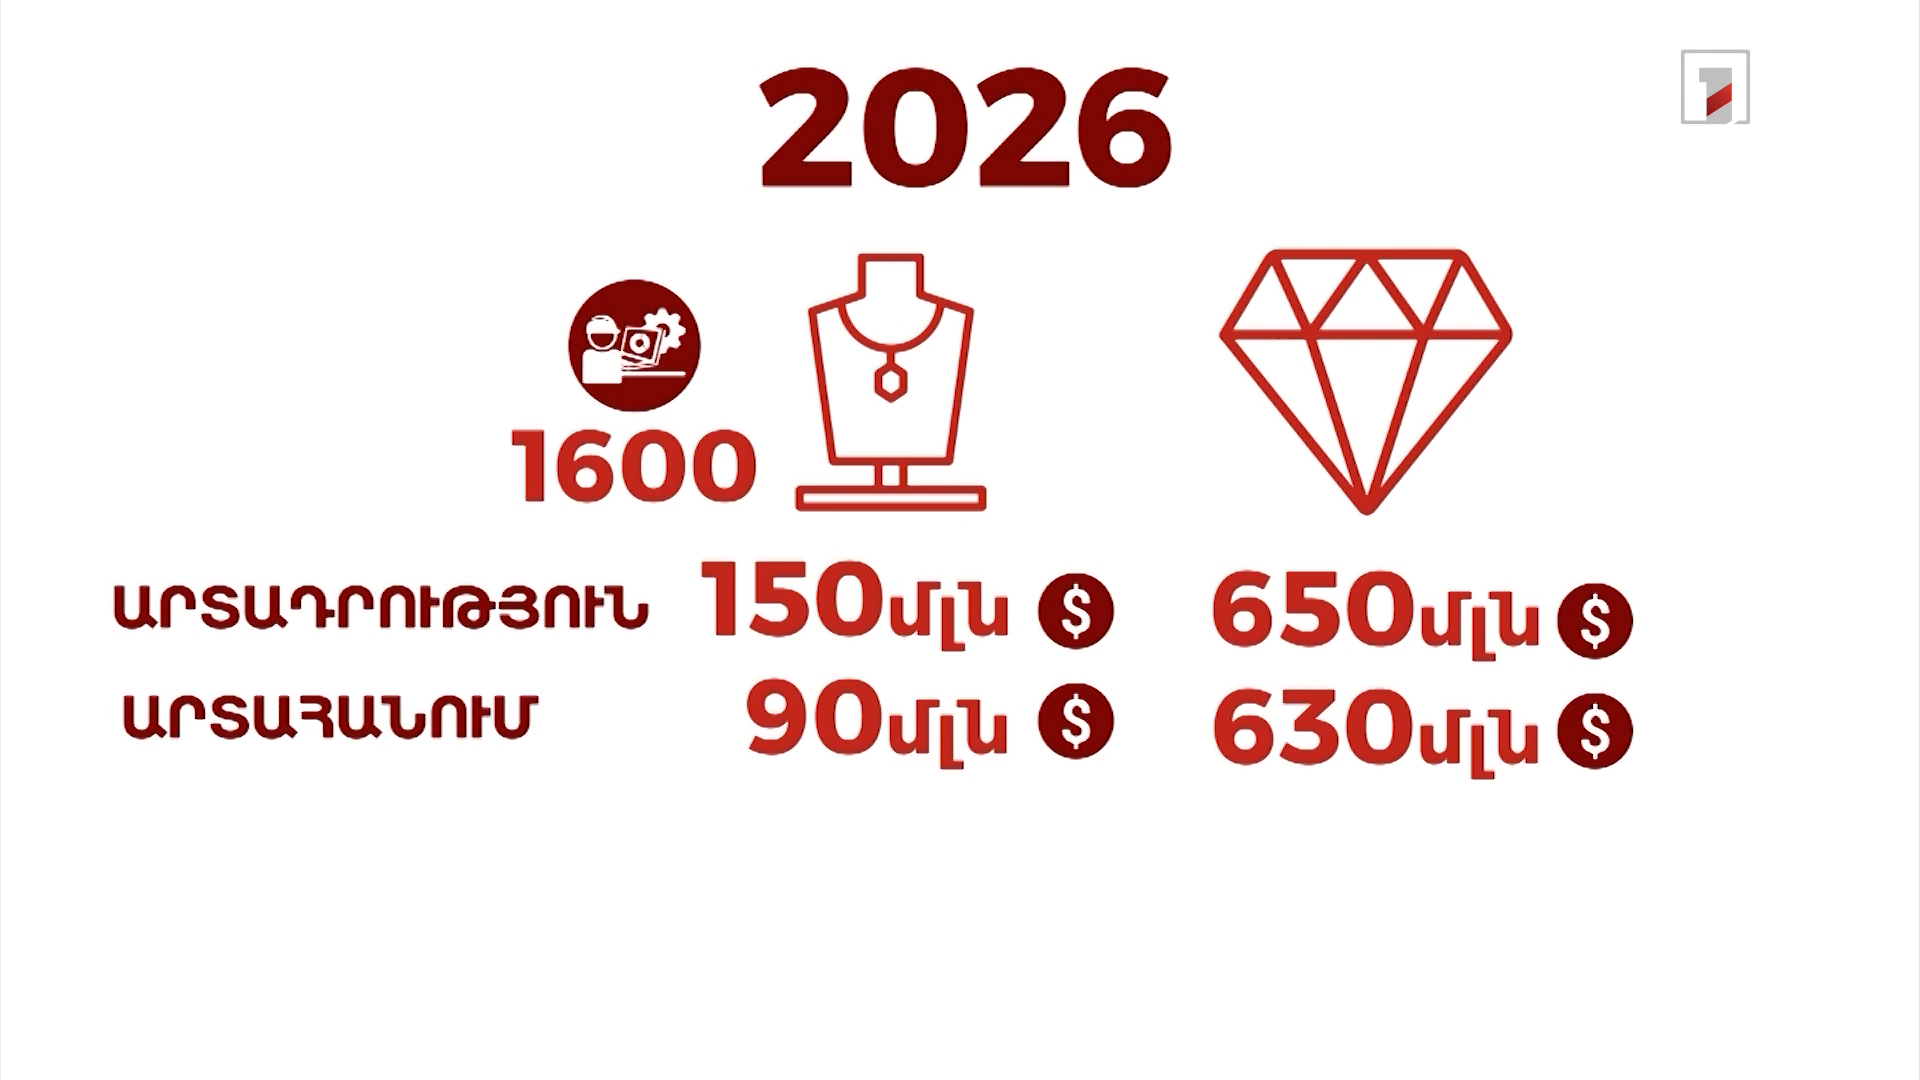 2026
1600
ԱՐՏԱԴՐՈՒԹՅՈՒՆ 150մլն $ 650մլն $
ԱՐՏԱՀԱՆՈՒՄ 90մլն $ 630մլն $